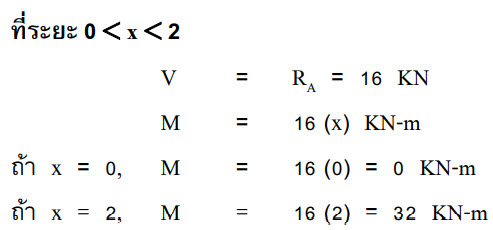 ที่ระยะ 0 < x < 2
V = R_A = 16 KN
M = 16 (x) KN-m
ถ้า x = 0, M = 16 (0) = 0 KN-m
ถ้า x = 2, M = 16 (2) = 32 KN-m